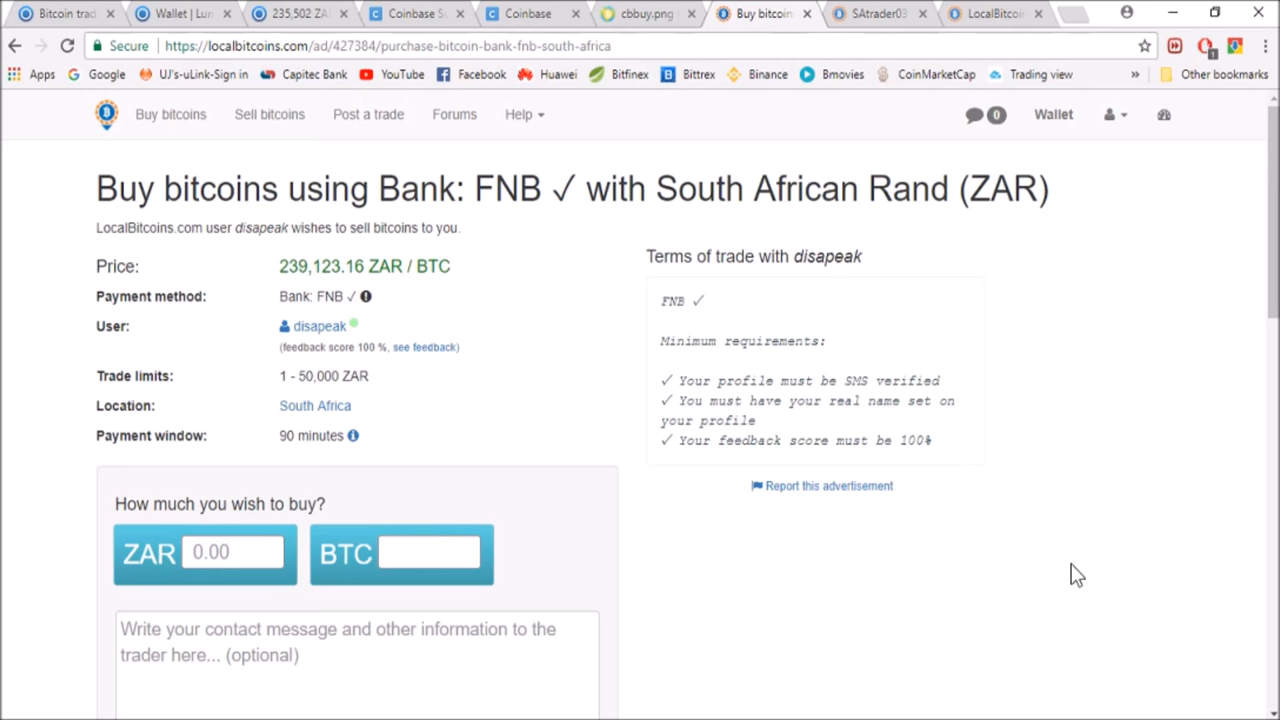 Bitcoin trad
Wallet | Lun
235,502 ZA
Coinbase S
Coinbase
cbbuy.png
Buy bitcoin
SAtrader03
LocalBitcoi
Secure | https://localbitcoins.com/ad/427384/purchase-bitcoin-bank-fnb-south-africa
Apps Google UJ's-uLink-Sign in Capitec Bank YouTube Facebook Huawei Bitfinex Bittrex Binance Bmovies CoinMarketCap Trading view » Other bookmarks
Buy bitcoins Sell bitcoins Post a trade Forums Help 0 Wallet
Buy bitcoins using Bank: FNB ✓ with South African Rand (ZAR)
LocalBitcoins.com user disapeak wishes to sell bitcoins to you.
Price: 239,123.16 ZAR / BTC
Payment method: Bank: FNB ✓
User: disapeak
(feedback score 100 %, see feedback)
Trade limits: 1 - 50,000 ZAR
Location: South Africa
Payment window: 90 minutes
Terms of trade with disapeak
FNB ✓
Minimum requirements:
✓ Your profile must be SMS verified
✓ You must have your real name set on
your profile
✓ Your feedback score must be 100%
Report this advertisement
How much you wish to buy?
ZAR 0.00 BTC
Write your contact message and other information to the
trader here... (optional)